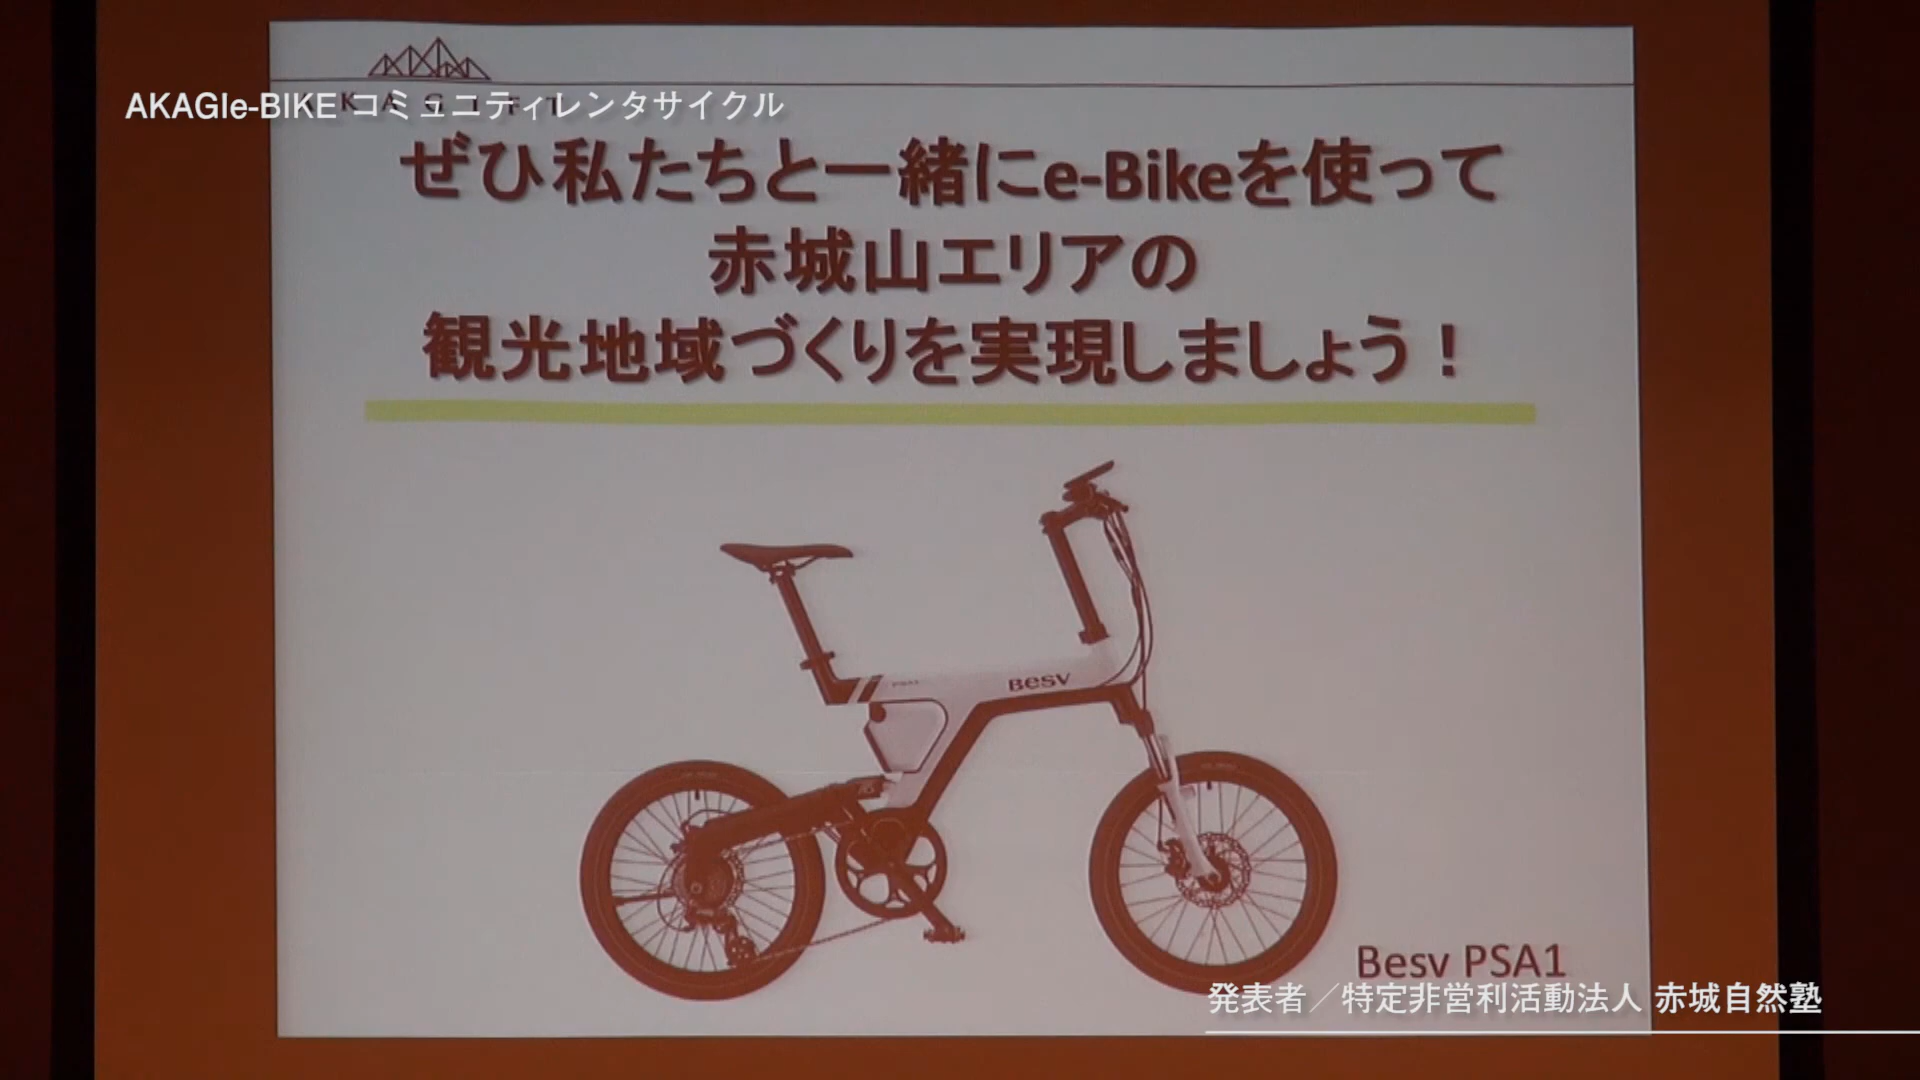 AKAGIe-BIKE コミュニティレンタサイクル
ぜひ私たちと一緒にe-Bikeを使って
赤城山エリアの
観光地域づくりを実現しましょう！
PSA1
BESV
Besv PSA1
発表者／特定非営利活動法人 赤城自然塾